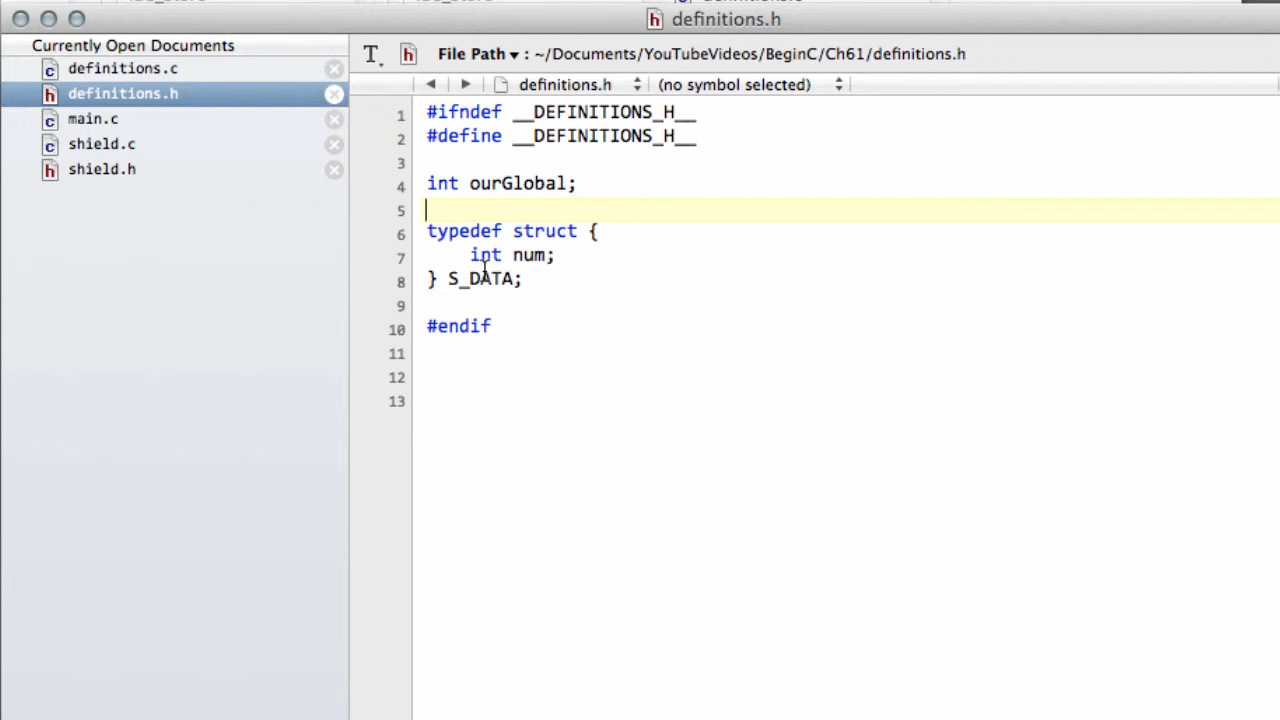 definitions.h
Currently Open Documents
definitions.c
definitions.h
main.c
shield.c
shield.h
T. h File Path ▾ : ~/Documents/YouTubeVideos/BeginC/Ch61/definitions.h
definitions.h (no symbol selected)
1 #ifndef __DEFINITIONS_H__
2 #define __DEFINITIONS_H__
3
4 int ourGlobal;
5
6 typedef struct {
7 int num;
8 } S_DATA;
9
10 #endif
11
12
13